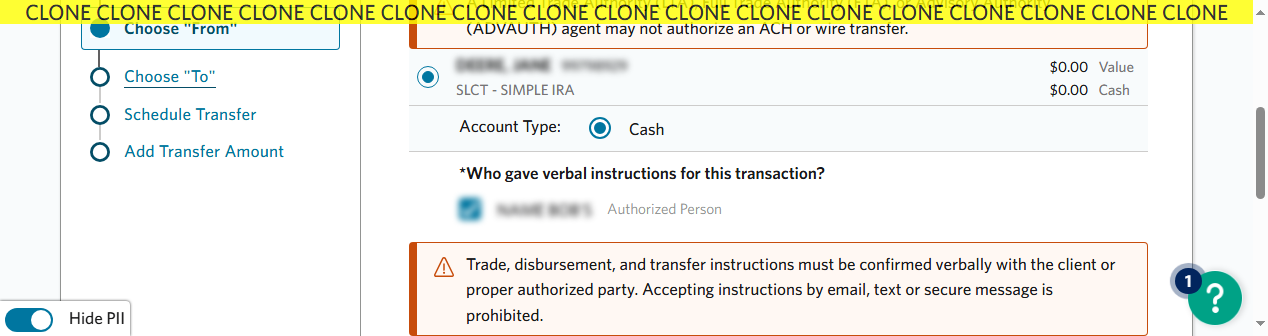 CLONE CLONE CLONE CLONE CLONE CLONE CLONE CLONE CLONE CLONE CLONE CLONE CLONE CLONE CLONE CLONE CLONE
Choose "From"
(ADVAUTH) agent may not authorize an ACH or wire transfer.
Choose "To"
Schedule Transfer
Add Transfer Amount
DEERE, JANE
$0.00 Value
SLCT - SIMPLE IRA
$0.00 Cash
Account Type: Cash
*Who gave verbal instructions for this transaction?
NAME BOB'S Authorized Person
Trade, disbursement, and transfer instructions must be confirmed verbally with the client or
proper authorized party. Accepting instructions by email, text or secure message is
prohibited.
1
?
Hide PII